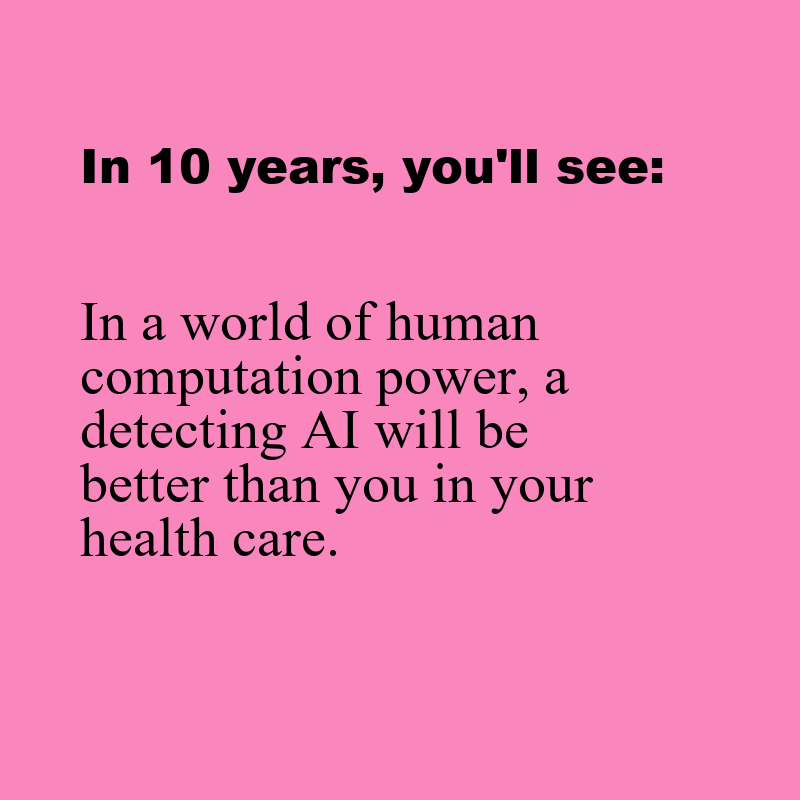 In 10 years, you'll see:
In a world of human
computation power, a
detecting AI will be
better than you in your
health care.